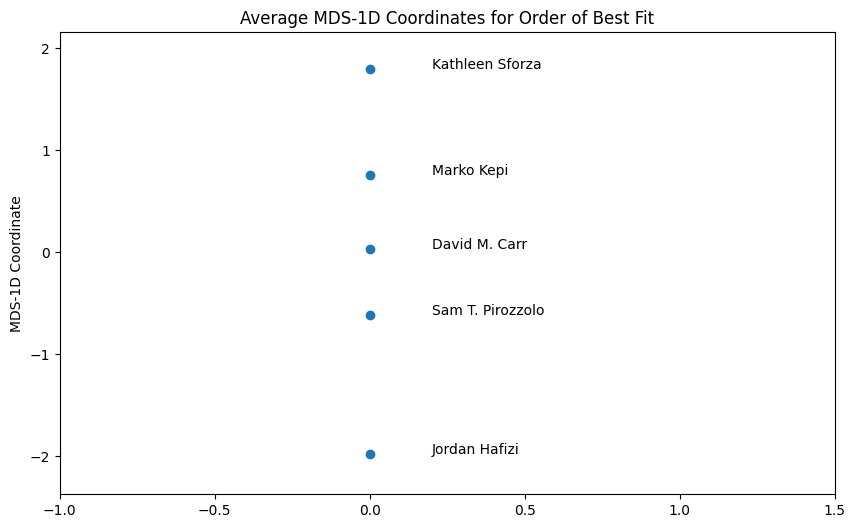 Average MDS-1D Coordinates for Order of Best Fit
2
Kathleen Sforza
1
Marko Kepi
MDS-1D Coordinate
0
David M. Carr
Sam T. Pirozzolo
−1
Jordan Hafizi
−2
−1.0 −0.5 0.0 0.5 1.0 1.5